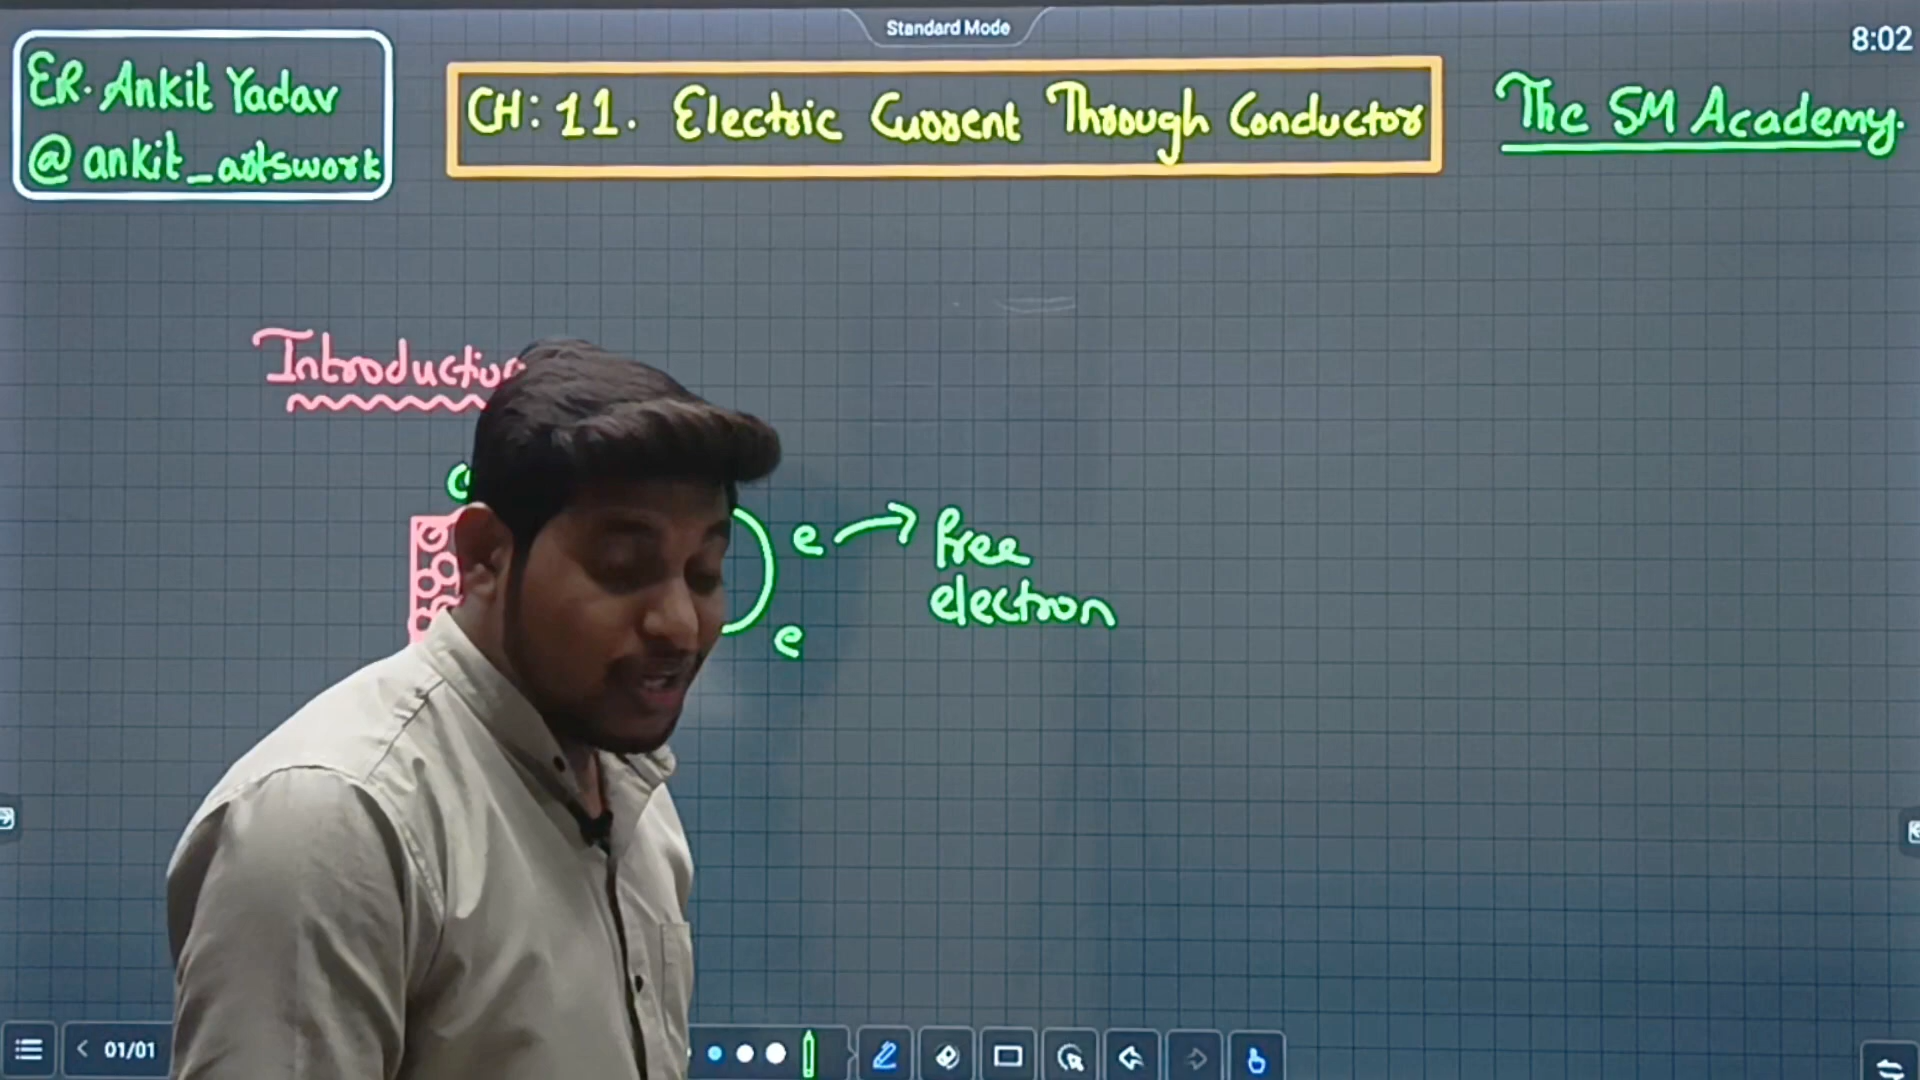 Standard Mode
8:02
ER. Ankit Yadav
@ankit_artswork
CH: 11. Electric Current Through Conductor
The SM Academy.
Introduction
e → free
electron
e
01/01